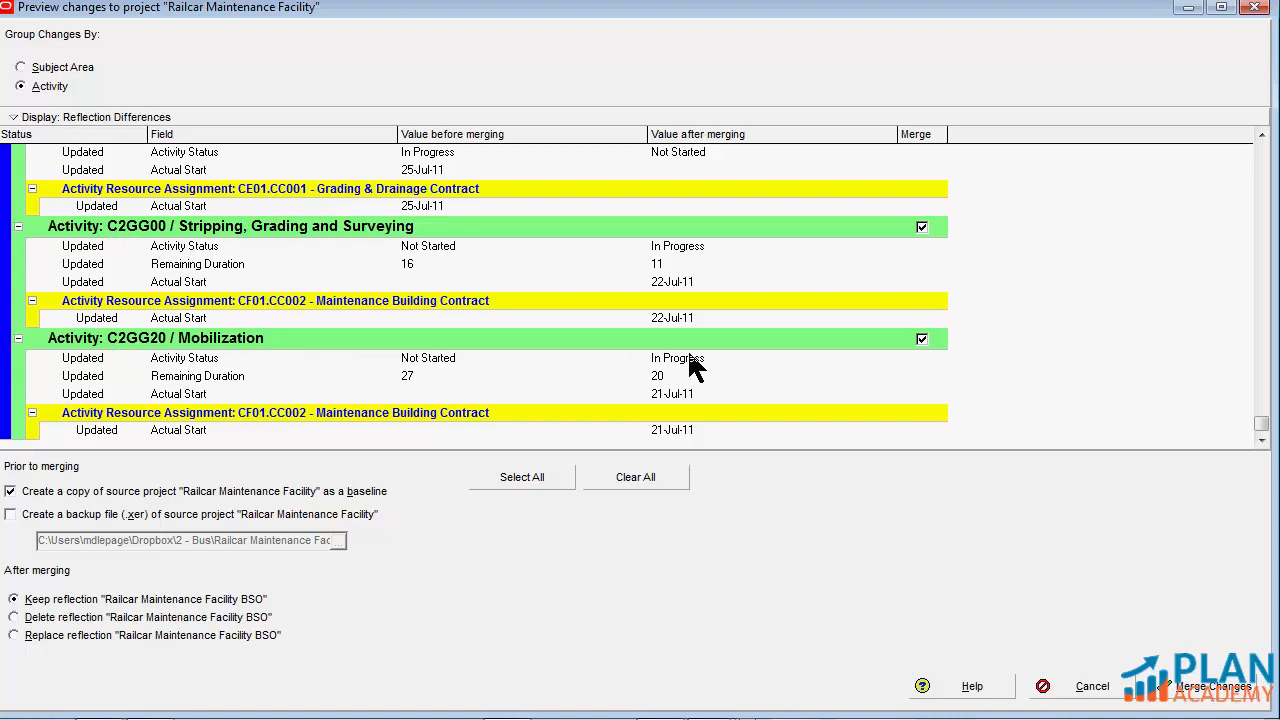 Preview changes to project "Railcar Maintenance Facility"
Group Changes By:
Subject Area
Activity
Display: Reflection Differences
Status Field Value before merging Value after merging Merge
Updated Activity Status In Progress Not Started
Updated Actual Start 25-Jul-11
Activity Resource Assignment: CE01.CC001 - Grading & Drainage Contract
Updated Actual Start 25-Jul-11
Activity: C2GG00 / Stripping, Grading and Surveying
Updated Activity Status Not Started In Progress
Updated Remaining Duration 16 11
Updated Actual Start 22-Jul-11
Activity Resource Assignment: CF01.CC002 - Maintenance Building Contract
Updated Actual Start 22-Jul-11
Activity: C2GG20 / Mobilization
Updated Activity Status Not Started In Progress
Updated Remaining Duration 27 20
Updated Actual Start 21-Jul-11
Activity Resource Assignment: CF01.CC002 - Maintenance Building Contract
Updated Actual Start 21-Jul-11
Prior to merging
Select All Clear All
Create a copy of source project "Railcar Maintenance Facility" as a baseline
Create a backup file (.xer) of source project "Railcar Maintenance Facility"
C:\Users\mdlepage\Dropbox\2 - Bus\Railcar Maintenance Fac ...
After merging
Keep reflection "Railcar Maintenance Facility BSO"
Delete reflection "Railcar Maintenance Facility BSO"
Replace reflection "Railcar Maintenance Facility BSO"
Help Cancel Merge Changes
PLAN
ACADEMY